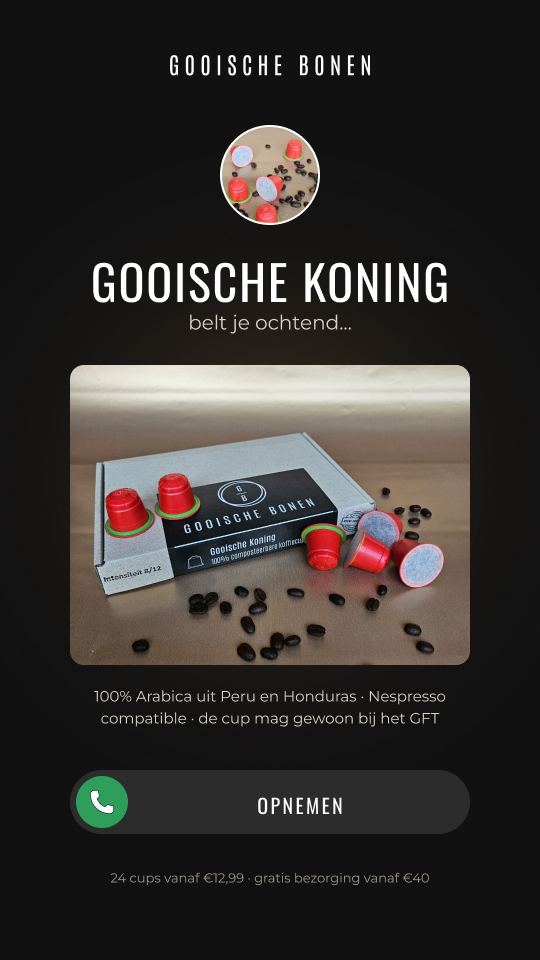 GOOISCHE BONEN
GOOISCHE KONING
belt je ochtend...
G
B
GOOISCHE BONEN
Gooische Koning
100% composteerbare koffiecu
Intensiteit 8/12
100% Arabica uit Peru en Honduras · Nespresso
compatible · de cup mag gewoon bij het GFT
OPNEMEN
24 cups vanaf €12,99 · gratis bezorging vanaf €40